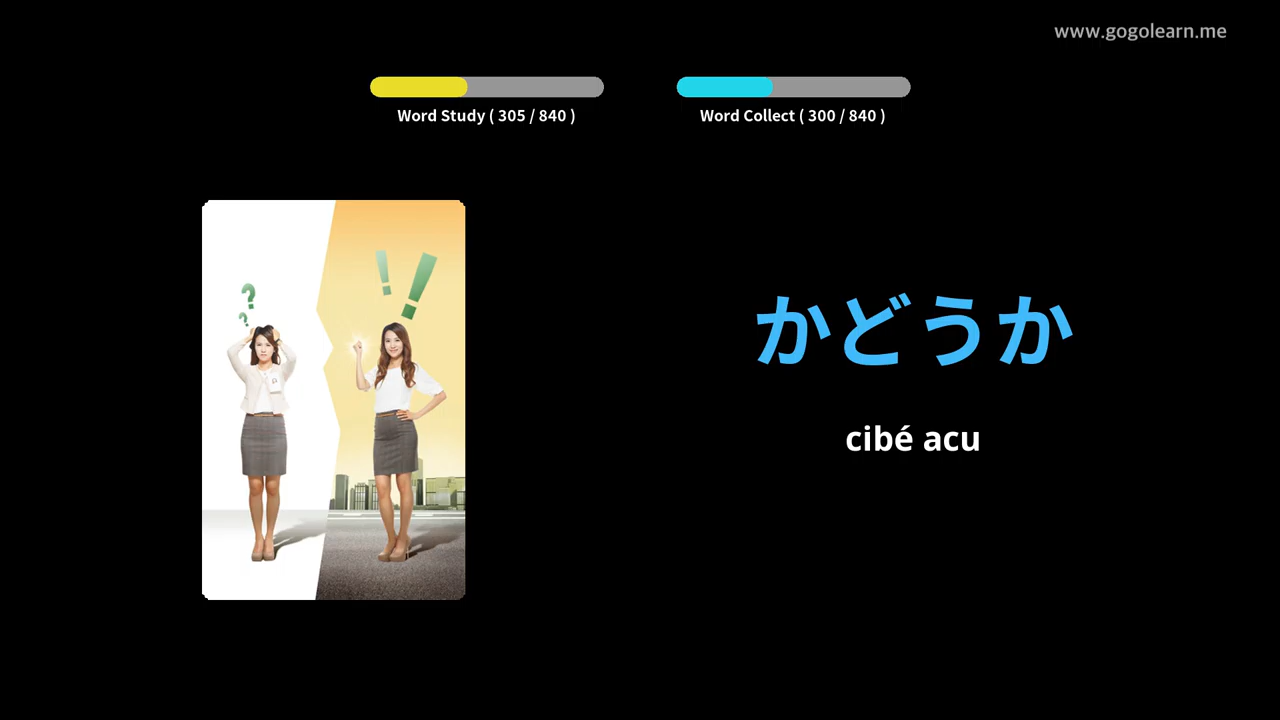 www.gogolearn.me
Word Study ( 305 / 840 )
Word Collect ( 300 / 840 )
? ?
! !
かどうか
cibé acu